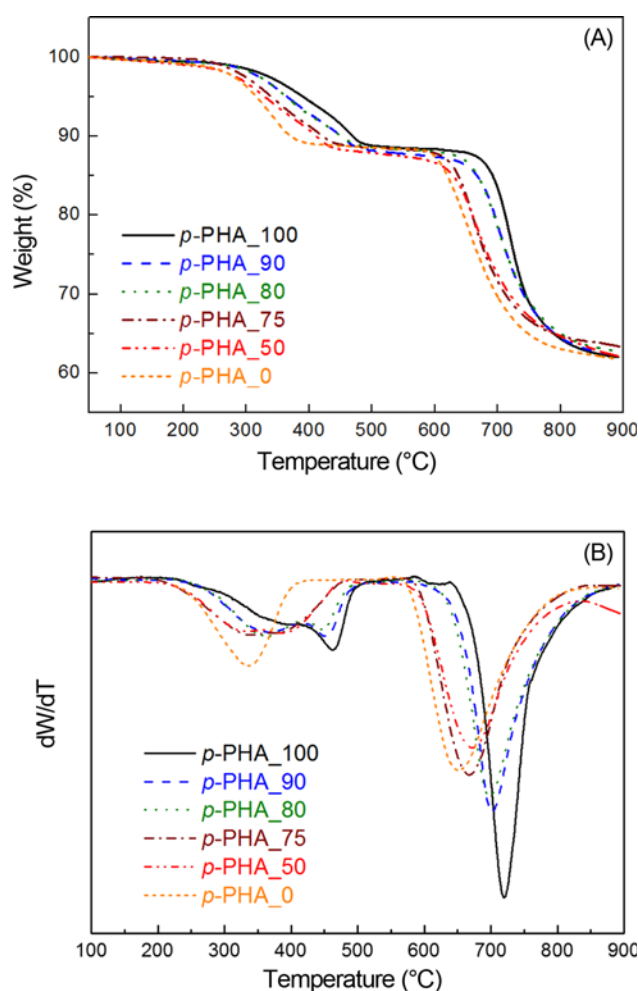 (A)
100
90
80
70
60
Weight (%)
p-PHA_100
p-PHA_90
p-PHA_80
p-PHA_75
p-PHA_50
p-PHA_0
100 200 300 400 500 600 700 800 900
Temperature (°C)
(B)
dW/dT
p-PHA_100
p-PHA_90
p-PHA_80
p-PHA_75
p-PHA_50
p-PHA_0
100 200 300 400 500 600 700 800 900
Temperature (°C)